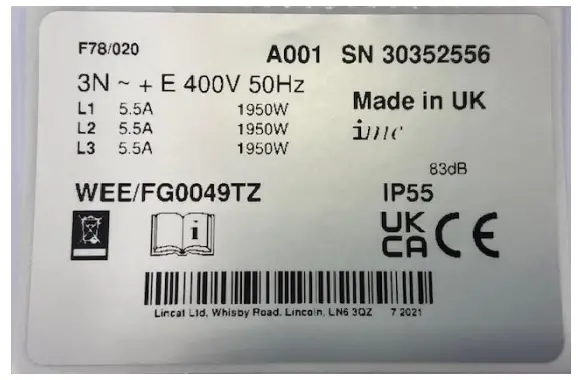 F78/020
A001 SN 30352556
3N ~ + E 400V 50Hz
L1 5.5A 1950W
L2 5.5A 1950W
L3 5.5A 1950W
Made in UK
imc
83dB
WEE/FG0049TZ
IP55
i
UK
CA CE
Lincat Ltd, Whisby Road, Lincoln, LN6 3QZ 7 2021